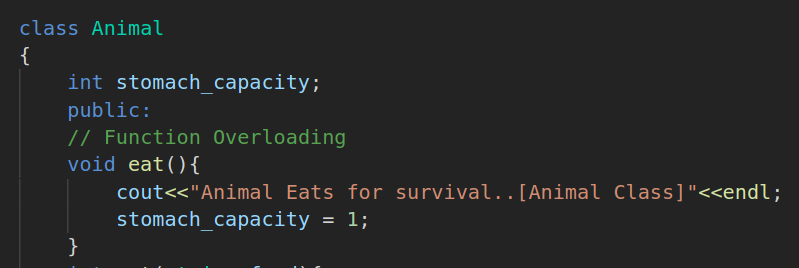 class Animal
{
int stomach_capacity;
public:
// Function Overloading
void eat(){
cout<<"Animal Eats for survival..[Animal Class]"<<endl;
stomach_capacity = 1;
}